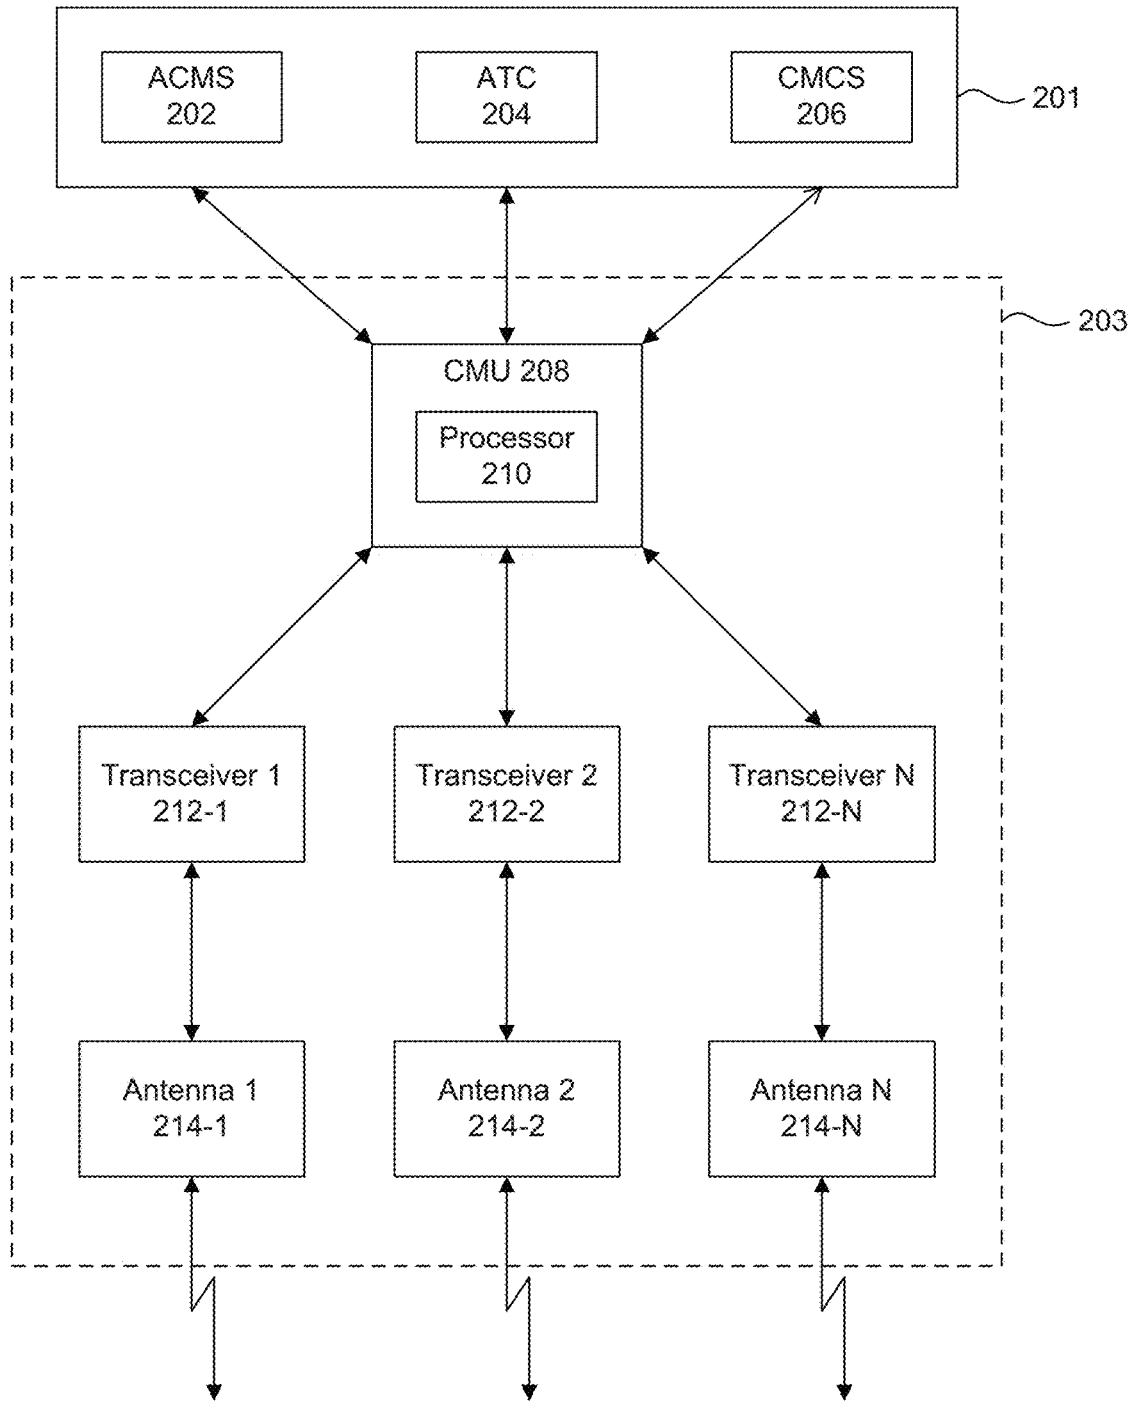 ACMS
202
ATC
204
CMCS
206
201
203
CMU 208
Processor
210
Transceiver 1
212-1
Transceiver 2
212-2
Transceiver N
212-N
Antenna 1
214-1
Antenna 2
214-2
Antenna N
214-N